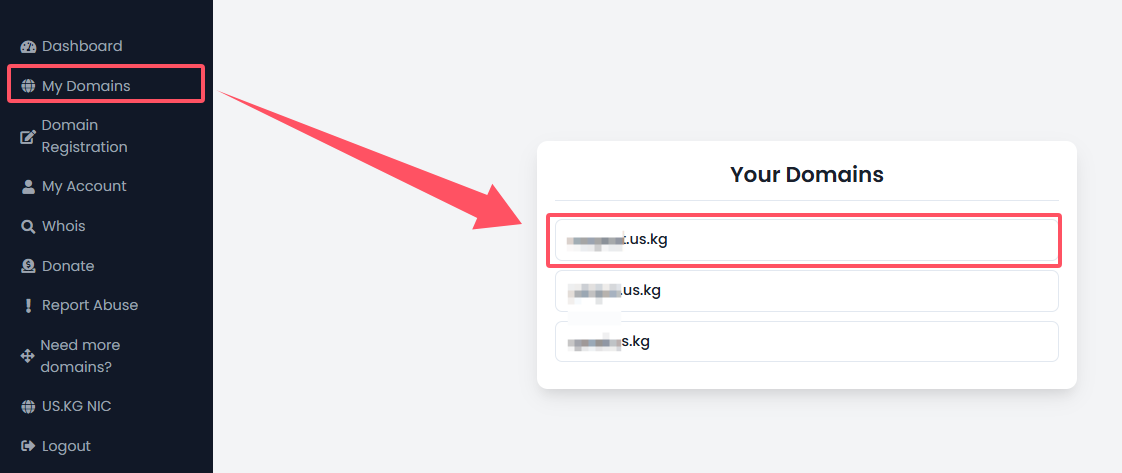 Dashboard
My Domains
Domain
Registration
My Account
Whois
Donate
Report Abuse
Need more
domains?
US.KG NIC
Logout
Your Domains
.us.kg
.us.kg
s.kg